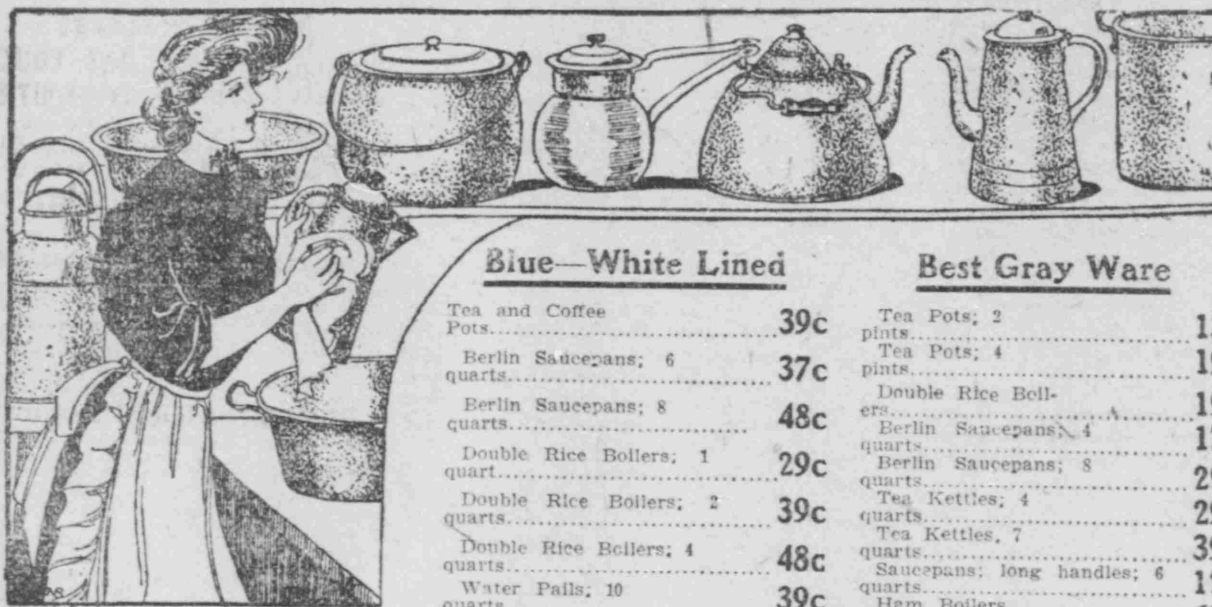 Blue—White Lined
Tea and Coffee
Pots 39c
Berlin Saucepans; 6
quarts 37c
Berlin Saucepans; 8
quarts 48c
Double Rice Boilers; 1
quart 29c
Double Rice Boilers; 2
quarts 39c
Double Rice Boilers; 4
quarts 48c
Water Pails; 10
quarts 39c
Best Gray Ware
Tea Pots; 2
pints
Tea Pots; 4
pints
Double Rice Boil-
ers
Berlin Saucepans; 4
quarts
Berlin Saucepans; 8
quarts
Tea Kettles; 4
quarts
Tea Kettles, 7
quarts
Saucepans; long handles; 6
quarts
Ham Boilers